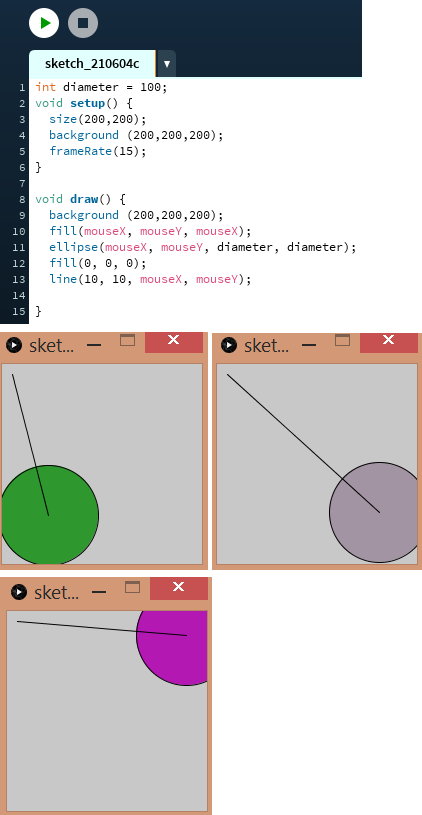 sketch_210604c
1 int diameter = 100;
2 void setup() {
3 size(200,200);
4 background (200,200,200);
5 frameRate(15);
6 }
7
8 void draw() {
9 background (200,200,200);
10 fill(mouseX, mouseY, mouseX);
11 ellipse(mouseX, mouseY, diameter, diameter);
12 fill(0, 0, 0);
13 line(10, 10, mouseX, mouseY);
14
15 }
sket...
sket...
sket...